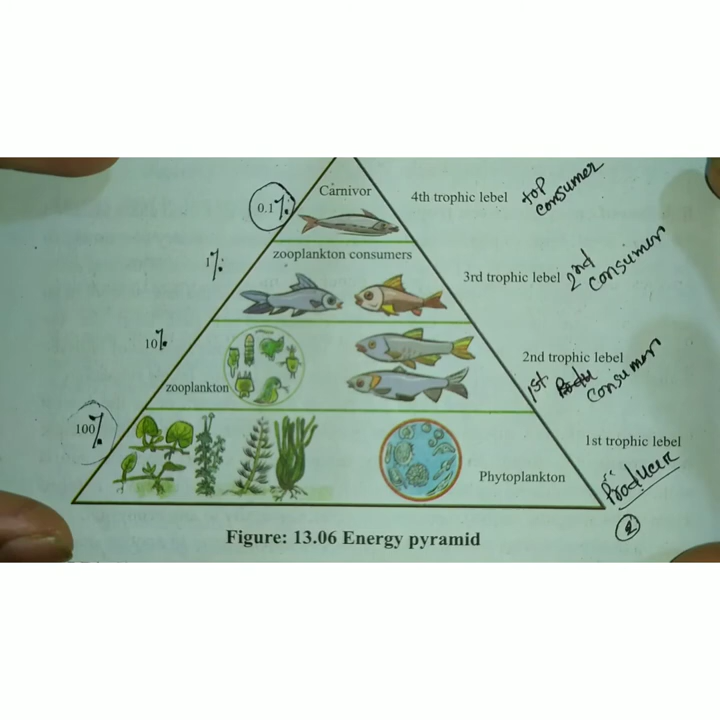 Carnivor
0.1%
4th trophic lebel
top consumer
zooplankton consumers
1%
3rd trophic lebel
2nd consumer
10%
2nd trophic lebel
zooplankton
1st
consumer
100%
1st trophic lebel
Phytoplankton
Producer
Figure: 13.06 Energy pyramid